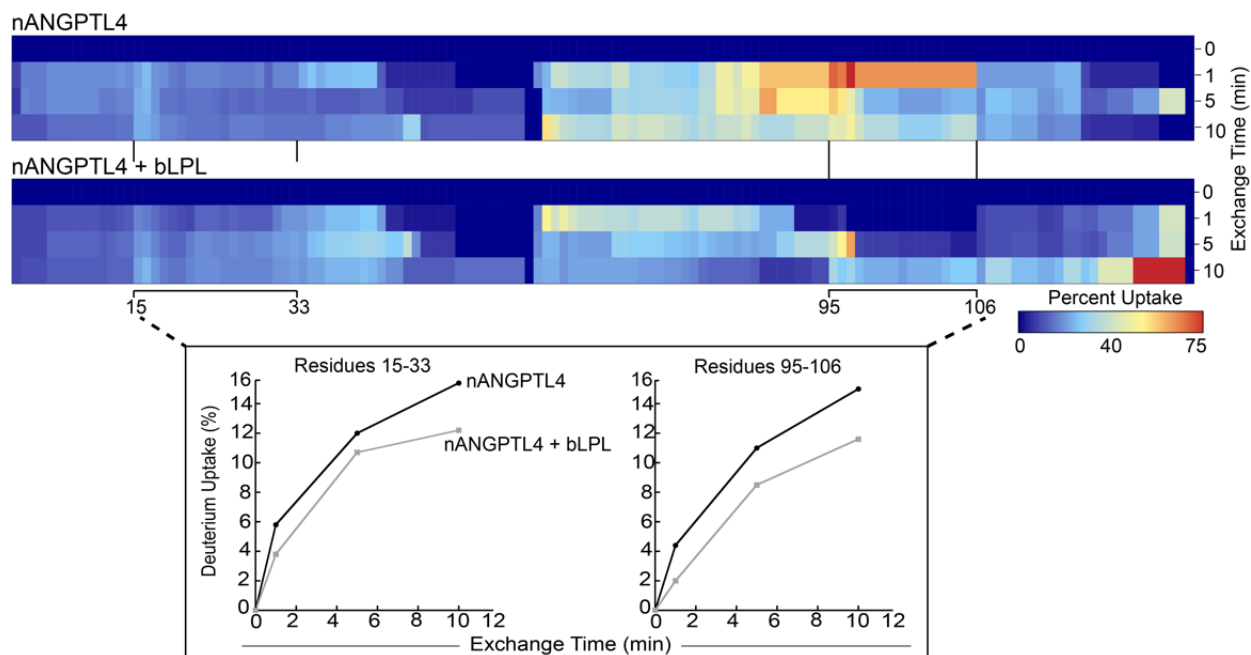 nANGPTL4
0
1
5
10
Exchange Time (min)
nANGPTL4 + bLPL
0
1
5
10
15 33 95 106
Percent Uptake
0 40 75
Residues 15-33
Deuterium Uptake (%)
16
14
12
10
8
6
4
2
0
0 2 4 6 8 10 12
nANGPTL4
nANGPTL4 + bLPL
Residues 95-106
16
14
12
10
8
6
4
2
0
0 2 4 6 8 10 12
Exchange Time (min)